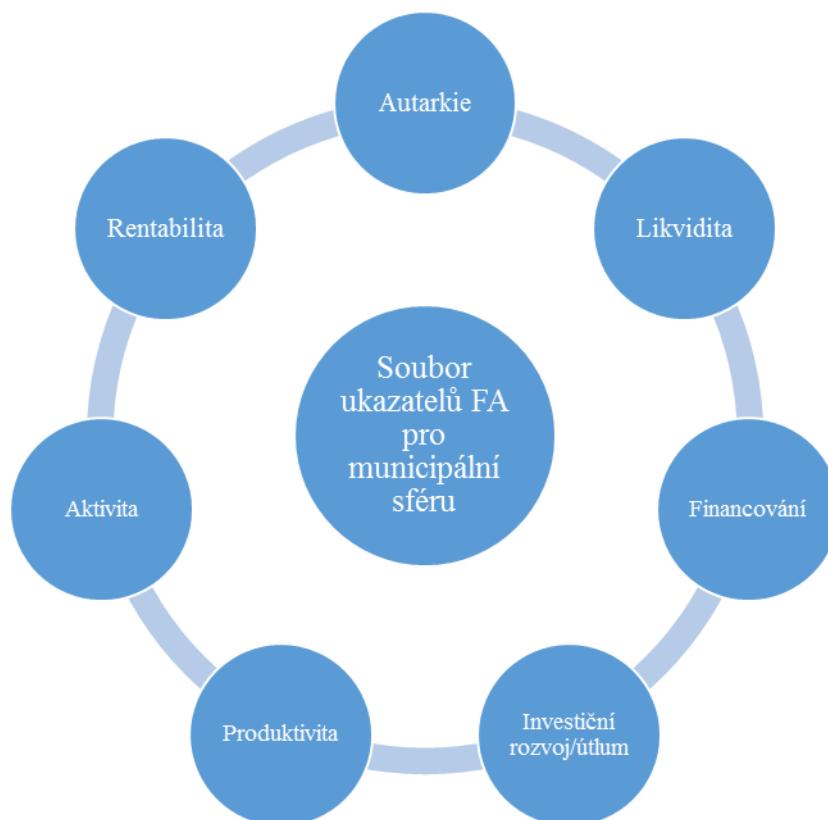 Autarkie
Likvidita
Financování
Investiční
rozvoj/útlum
Produktivita
Aktivita
Rentabilita
Soubor
ukazatelů FA
pro
municipální
sféru